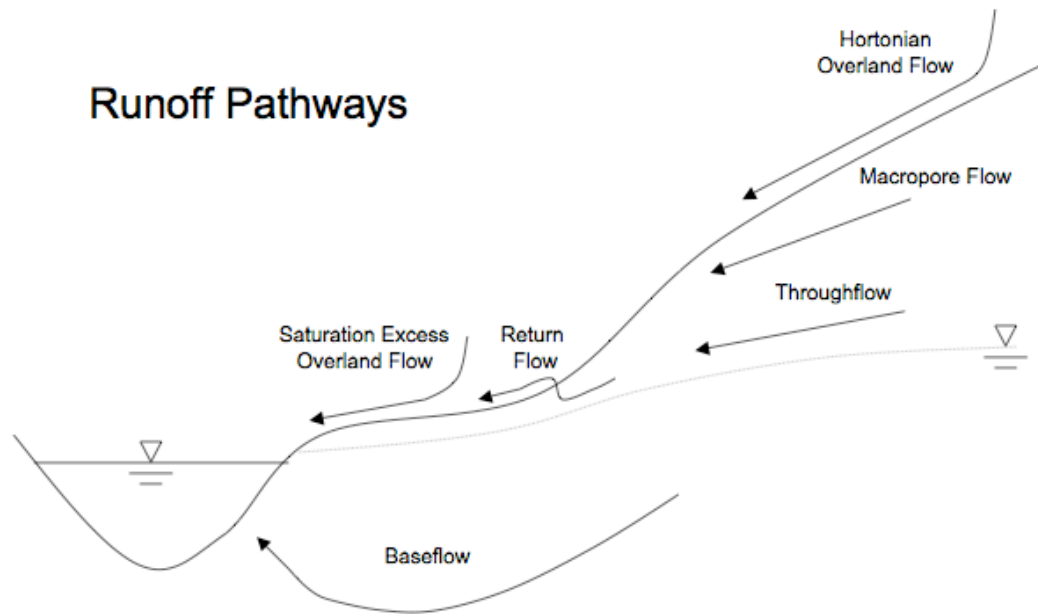 Runoff Pathways
Hortonian
Overland Flow
Macropore Flow
Throughflow
Saturation Excess
Overland Flow
Return
Flow
Baseflow